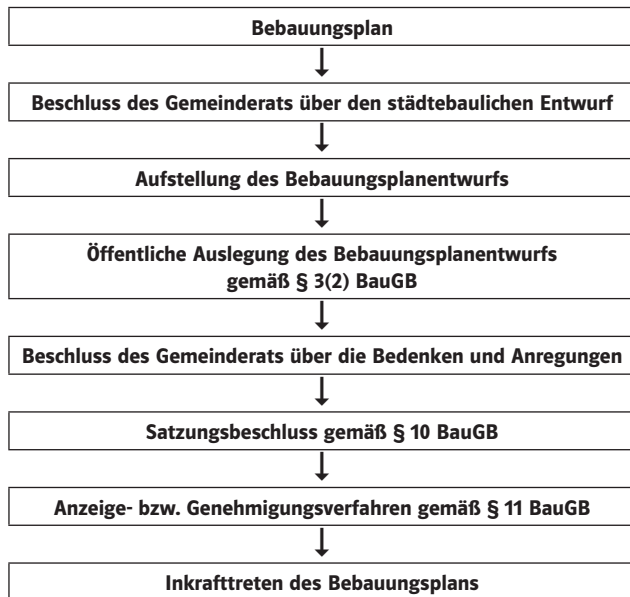 Bebauungsplan
Beschluss des Gemeinderats über den städtebaulichen Entwurf
Aufstellung des Bebauungsplanentwurfs
Öffentliche Auslegung des Bebauungsplanentwurfs
gemäß § 3(2) BauGB
Beschluss des Gemeinderats über die Bedenken und Anregungen
Satzungsbeschluss gemäß § 10 BauGB
Anzeige- bzw. Genehmigungsverfahren gemäß § 11 BauGB
Inkrafttreten des Bebauungsplans